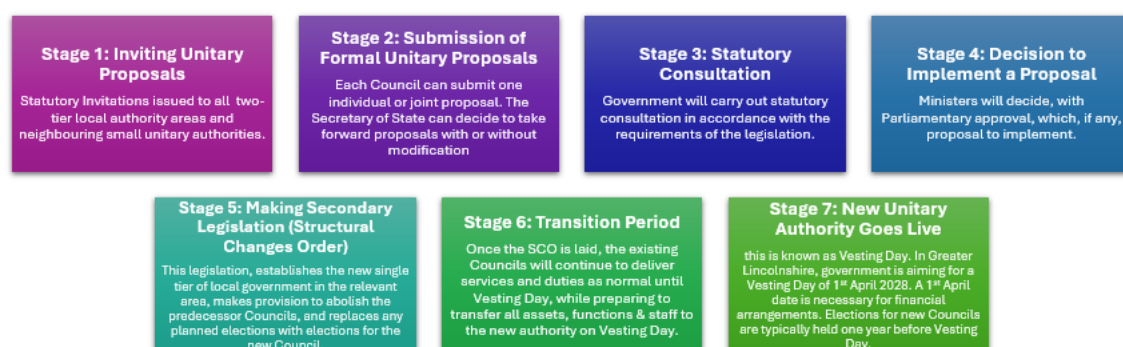 Stage 1: Inviting Unitary
Proposals
Statutory Invitations issued to all two-
tier local authority areas and
neighbouring small unitary authorities.
Stage 2: Submission of
Formal Unitary Proposals
Each Council can submit one
individual or joint proposal. The
Secretary of State can decide to take
forward proposals with or without
modification
Stage 3: Statutory
Consultation
Government will carry out statutory
consultation in accordance with the
requirements of the legislation.
Stage 4: Decision to
Implement a Proposal
Ministers will decide, with
Parliamentary approval, which, if any,
proposal to implement.
Stage 5: Making Secondary
Legislation (Structural
Changes Order)
This legislation, establishes the new single
tier of local government in the relevant
area, makes provision to abolish the
predecessor Councils, and replaces any
planned elections with elections for the
new Council
Stage 6: Transition Period
Once the SCO is laid, the existing
Councils will continue to deliver
services and duties as normal until
Vesting Day, while preparing to
transfer all assets, functions & staff to
the new authority on Vesting Day.
Stage 7: New Unitary
Authority Goes Live
this is known as Vesting Day. In Greater
Lincolnshire, government is aiming for a
Vesting Day of 1st April 2028. A 1st April
date is necessary for financial
arrangements. Elections for new Councils
are typically held one year before Vesting
Day.